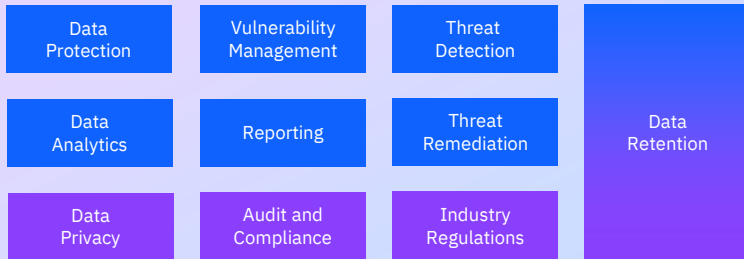 Data
Protection
Vulnerability
Management
Threat
Detection
Data
Analytics
Reporting
Threat
Remediation
Data
Retention
Data
Privacy
Audit and
Compliance
Industry
Regulations